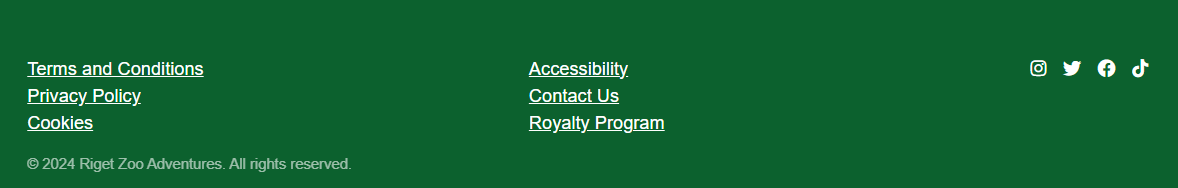 Terms and Conditions
Privacy Policy
Cookies
Accessibility
Contact Us
Royalty Program
© 2024 Riget Zoo Adventures. All rights reserved.